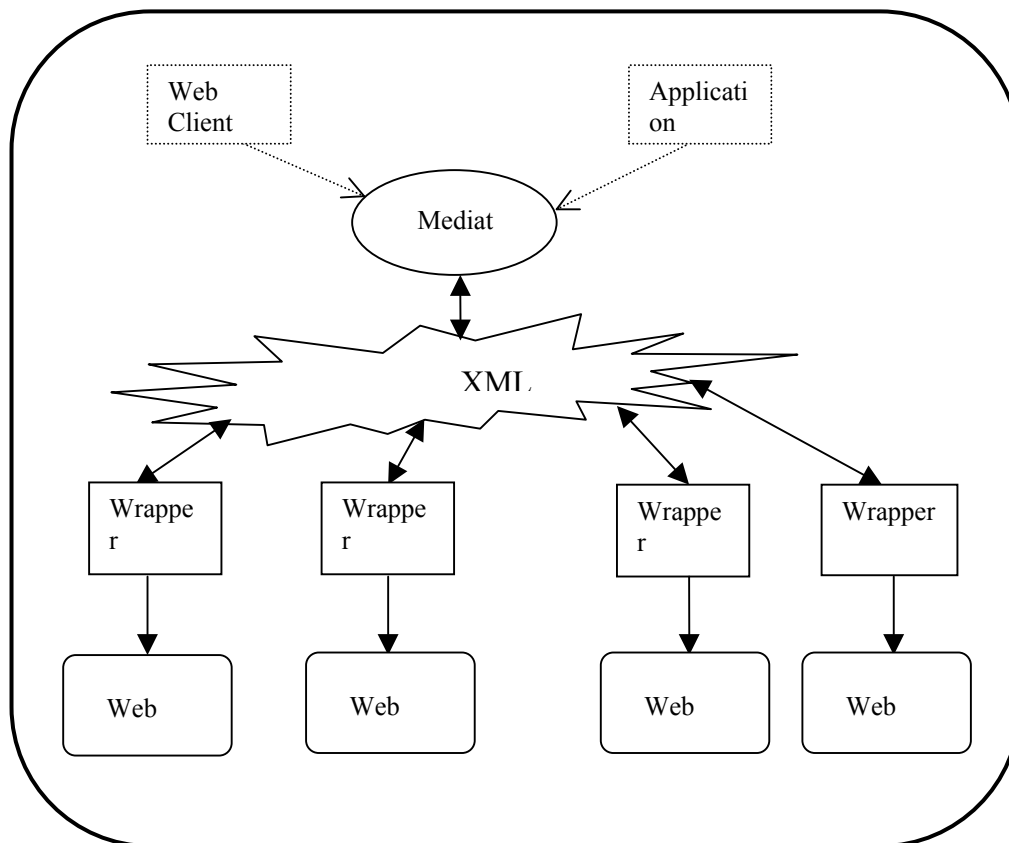 Web
Client
Applicati
on
Mediat
XML
Wrappe
r
Wrappe
r
Wrappe
r
Wrapper
Web
Web
Web
Web